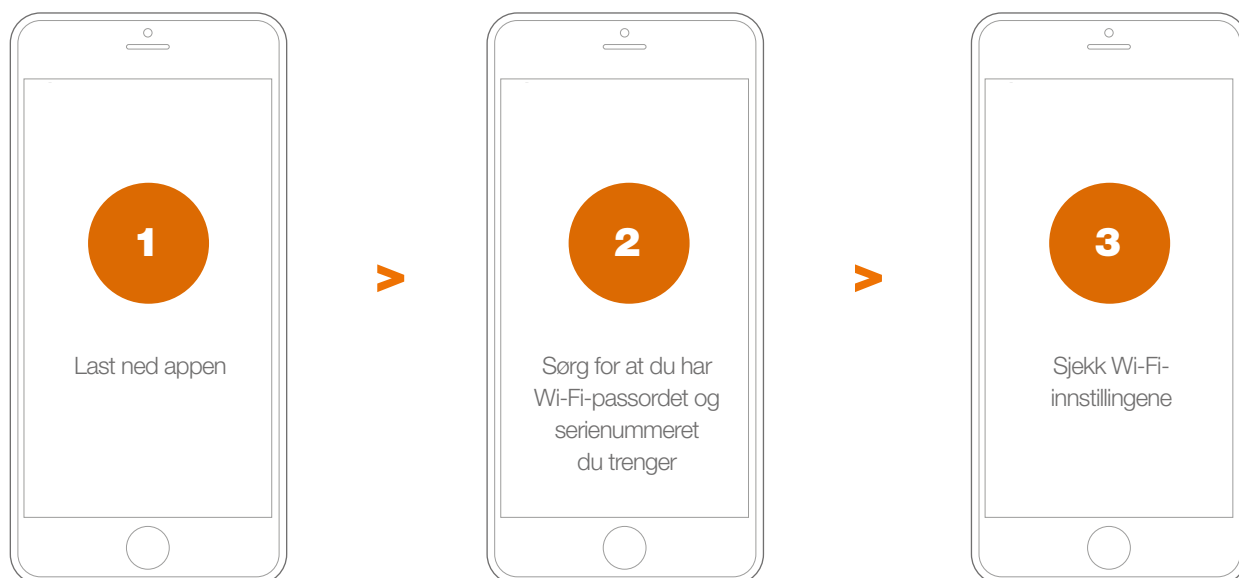 1
Last ned appen
>
2
Sørg for at du har
Wi-Fi-passordet og
serienummeret
du trenger
>
3
Sjekk Wi-Fi-
innstillingene